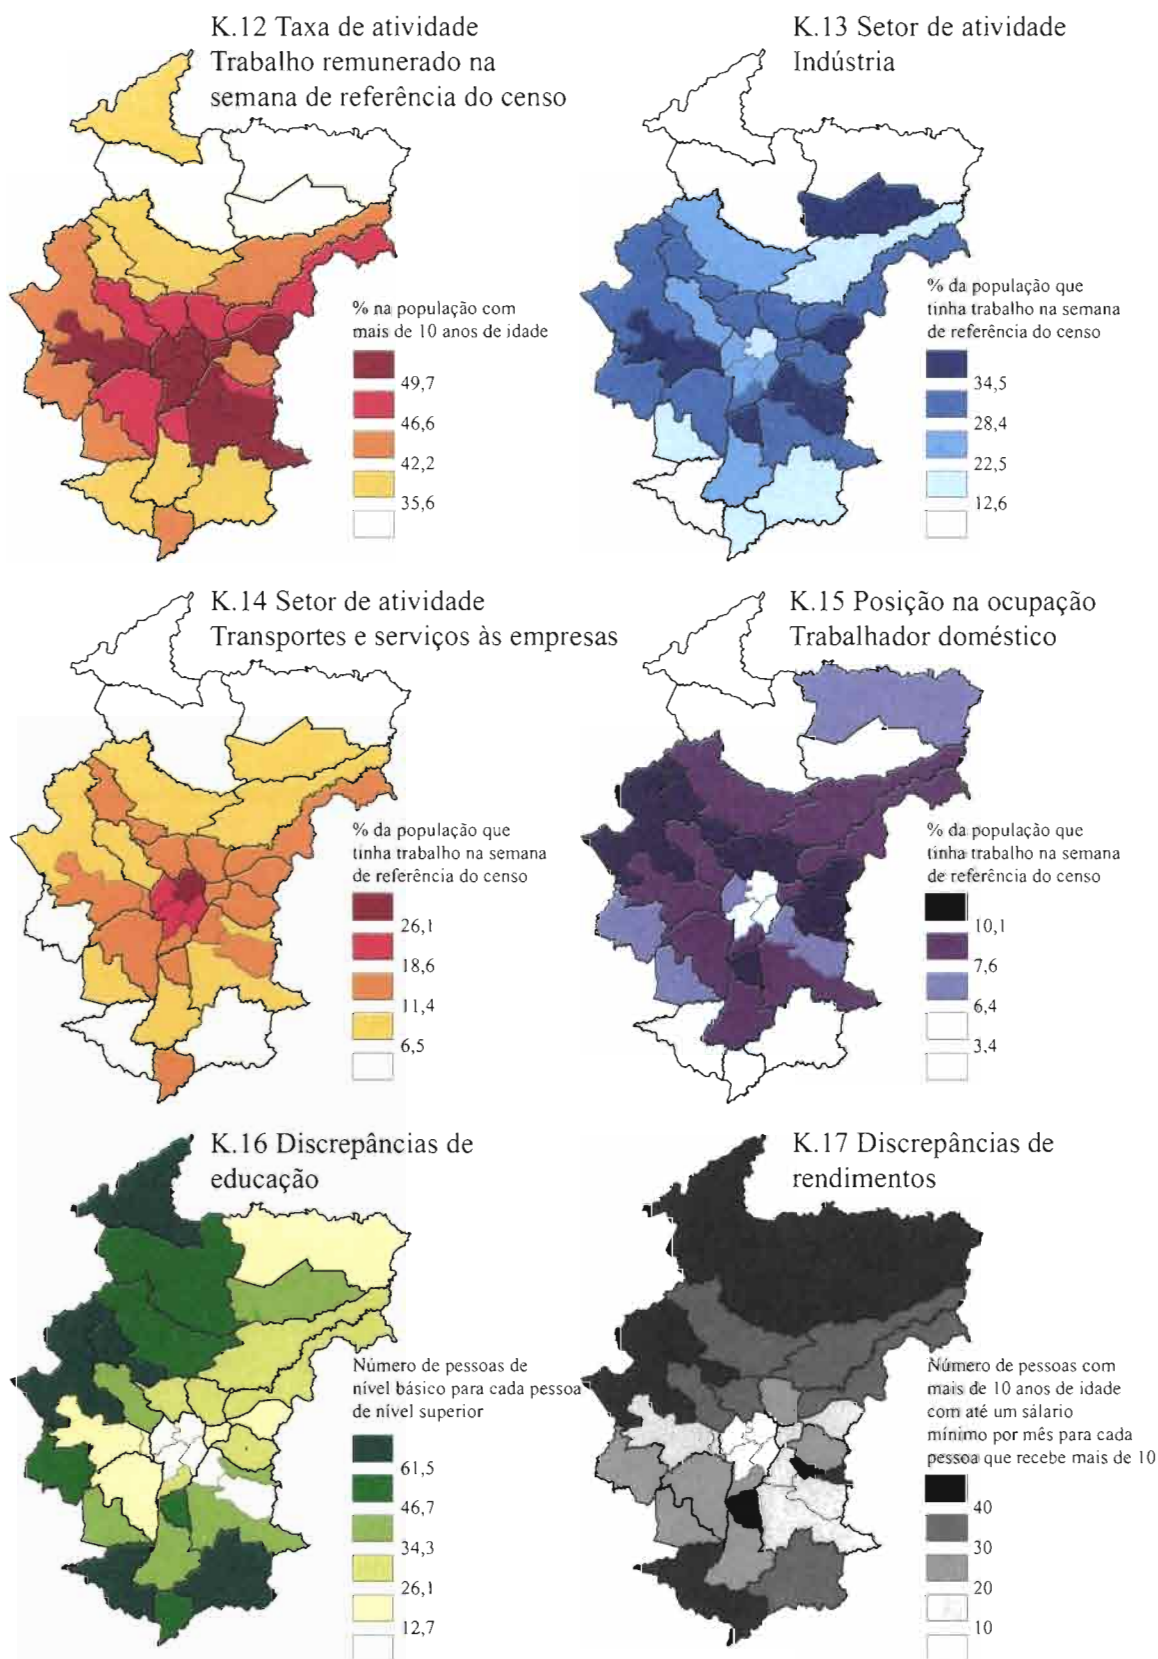 K.12 Taxa de atividade
Trabalho remunerado na
semana de referência do censo
% na população com
mais de 10 anos de idade
49,7
46,6
42,2
35,6
K.13 Setor de atividade
Indústria
% da população que
tinha trabalho na semana
de referência do censo
34,5
28,4
22,5
12,6
K.14 Setor de atividade
Transportes e serviços às empresas
% da população que
tinha trabalho na semana
de referência do censo
26,1
18,6
11,4
6,5
K.15 Posição na ocupação
Trabalhador doméstico
% da população que
tinha trabalho na semana
de referência do censo
10,1
7,6
6,4
3,4
K.16 Discrepâncias de
educação
Número de pessoas de
nível básico para cada pessoa
de nível superior
61,5
46,7
34,3
26,1
12,7
K.17 Discrepâncias de
rendimentos
Número de pessoas com
mais de 10 anos de idade
com até um sálario
mínimo por mês para cada
pessoa que recebe mais de 10
40
30
20
10